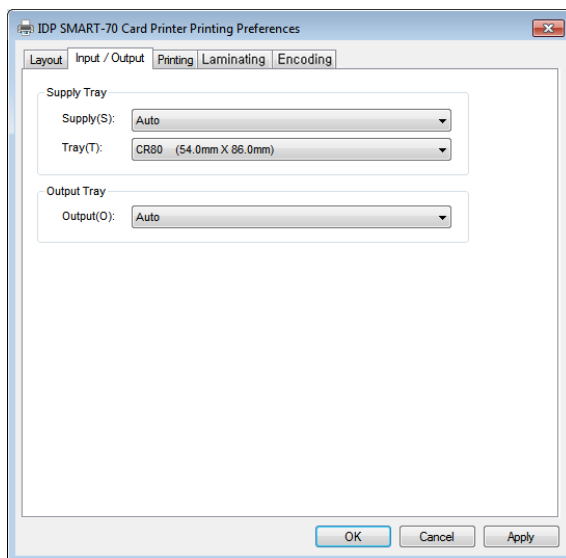 IDP SMART-70 Card Printer Printing Preferences
Layout Input / Output Printing Laminating Encoding
Supply Tray
Supply(S): Auto
Tray(T): CR80 (54.0mm X 86.0mm)
Output Tray
Output(O): Auto
OK Cancel Apply